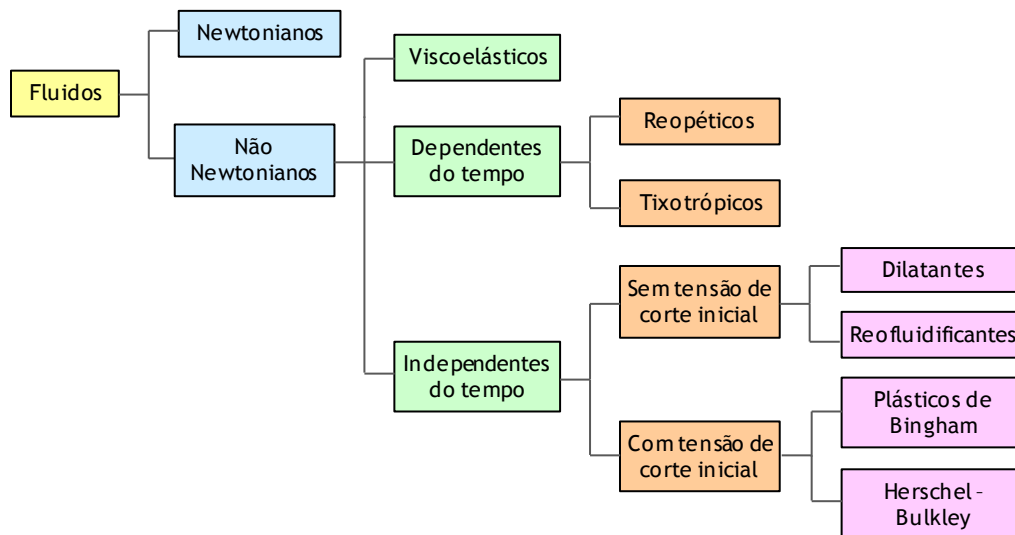 Newtonianos
Fluidos
Não
Newtonianos
Viscoelásticos
Dependentes
do tempo
Reopéticos
Tixotrópicos
Independentes
do tempo
Sem tensão de
corte inicial
Dilatantes
Reofluidificantes
Com tensão de
corte inicial
Plásticos de
Bingham
Herschel-
Bulkley